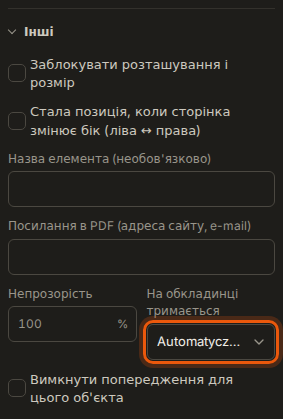 Інші
Заблокувати розташування і
розмір
Стала позиція, коли сторінка
змінює бік (ліва ↔ права)
Назва елемента (необов'язково)
Посилання в PDF (адреса сайту, e-mail)
Непрозорість
На обкладинці
тримається
100 %
Automatycz...
Вимкнути попередження для
цього об'єкта